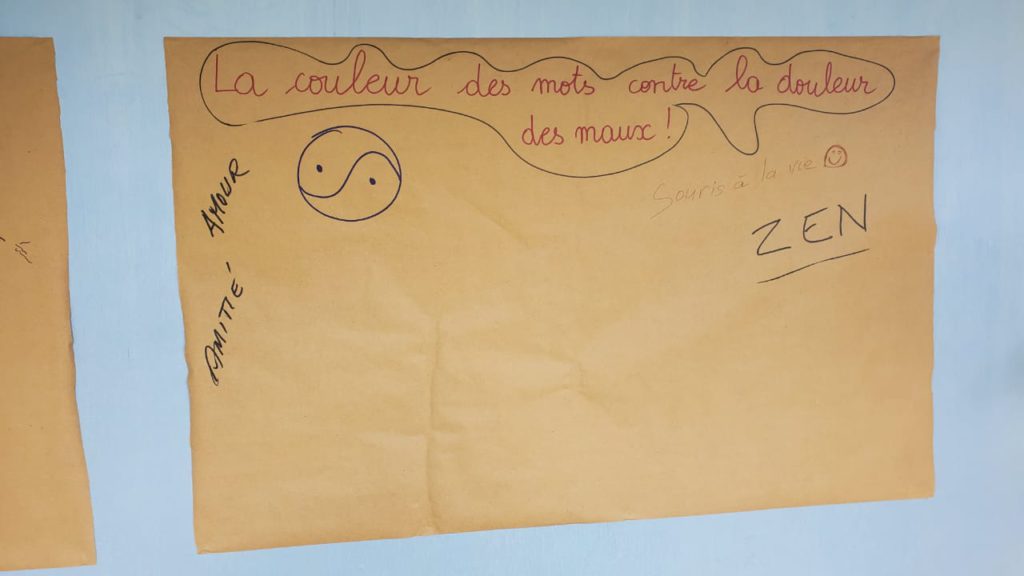 La couleur des mots contre la douleur
des maux !
Souris à la vie
ZEN
AMOUR
AMITIÉ